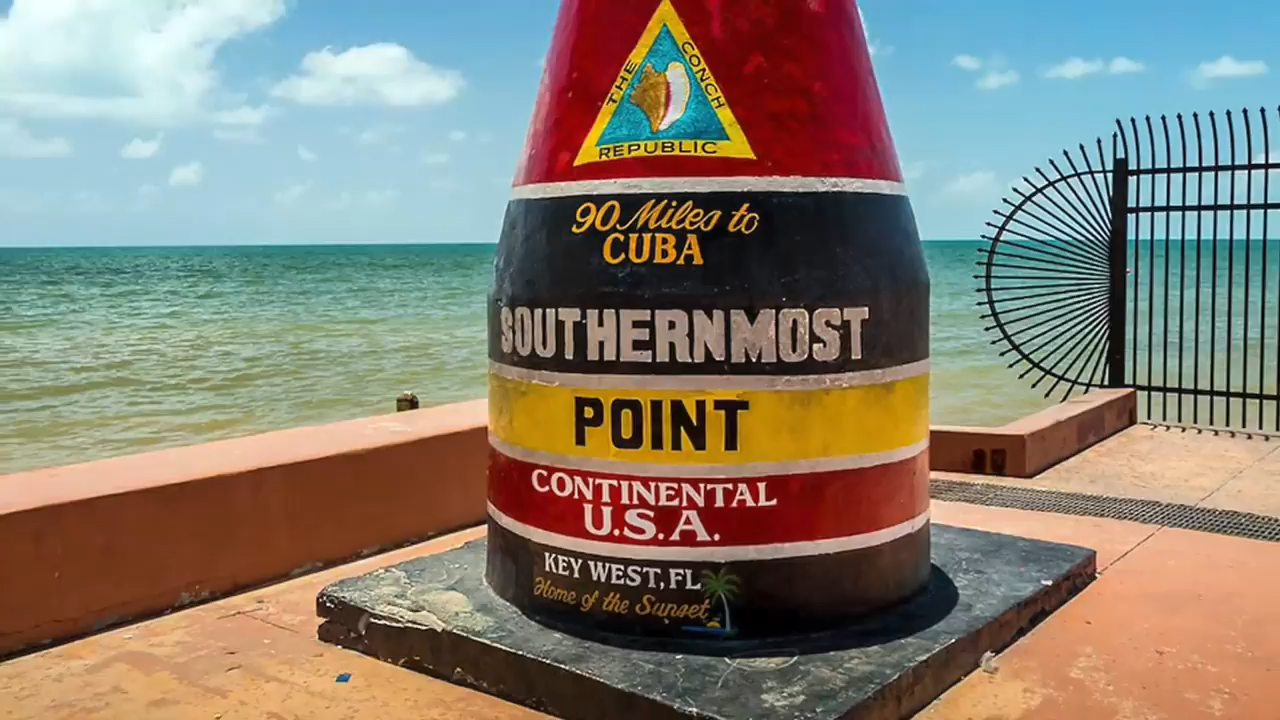 THE CONCH
REPUBLIC
90 Miles to
CUBA
SOUTHERNMOST
POINT
CONTINENTAL
U.S.A.
KEY WEST, FL
Home of the Sunset